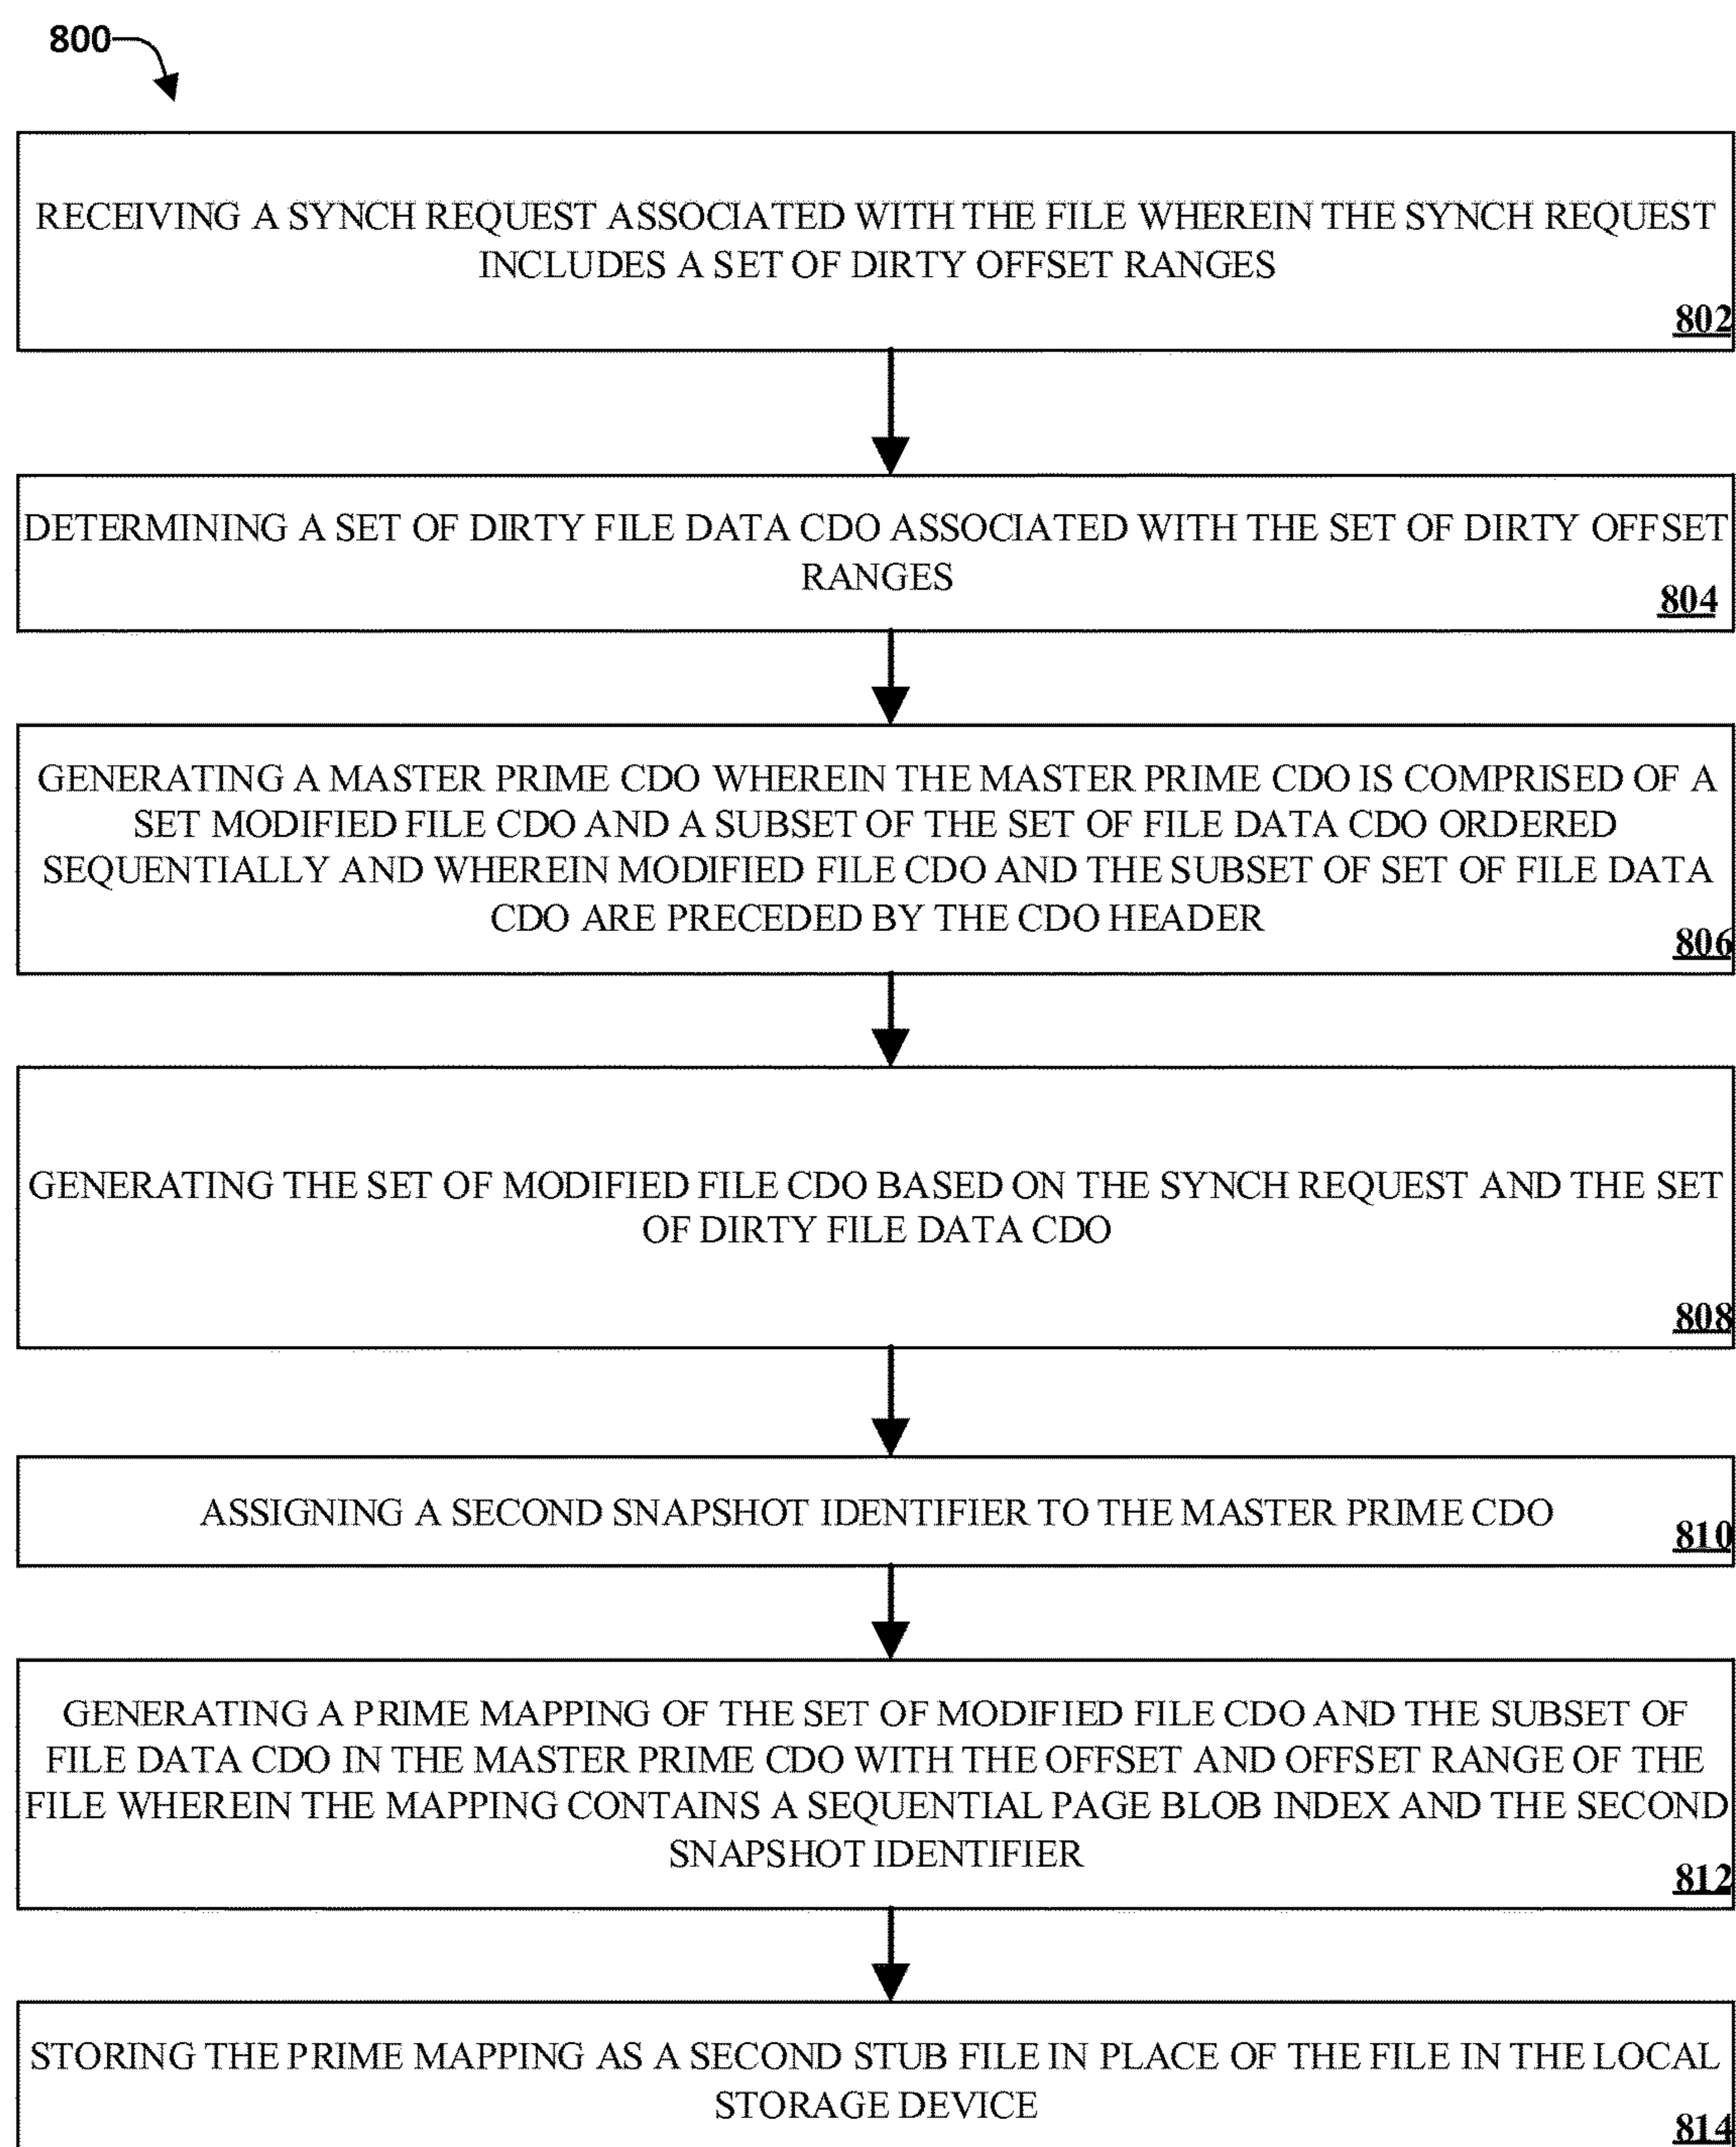 800
RECEIVING A SYNCH REQUEST ASSOCIATED WITH THE FILE WHEREIN THE SYNCH REQUEST
INCLUDES A SET OF DIRTY OFFSET RANGES
802
DETERMINING A SET OF DIRTY FILE DATA CDO ASSOCIATED WITH THE SET OF DIRTY OFFSET
RANGES
804
GENERATING A MASTER PRIME CDO WHEREIN THE MASTER PRIME CDO IS COMPRISED OF A
SET MODIFIED FILE CDO AND A SUBSET OF THE SET OF FILE DATA CDO ORDERED
SEQUENTIALLY AND WHEREIN MODIFIED FILE CDO AND THE SUBSET OF SET OF FILE DATA
CDO ARE PRECEDED BY THE CDO HEADER
806
GENERATING THE SET OF MODIFIED FILE CDO BASED ON THE SYNCH REQUEST AND THE SET
OF DIRTY FILE DATA CDO
808
ASSIGNING A SECOND SNAPSHOT IDENTIFIER TO THE MASTER PRIME CDO
810
GENERATING A PRIME MAPPING OF THE SET OF MODIFIED FILE CDO AND THE SUBSET OF
FILE DATA CDO IN THE MASTER PRIME CDO WITH THE OFFSET AND OFFSET RANGE OF THE
FILE WHEREIN THE MAPPING CONTAINS A SEQUENTIAL PAGE BLOB INDEX AND THE SECOND
SNAPSHOT IDENTIFIER
812
STORING THE PRIME MAPPING AS A SECOND STUB FILE IN PLACE OF THE FILE IN THE LOCAL
STORAGE DEVICE
814